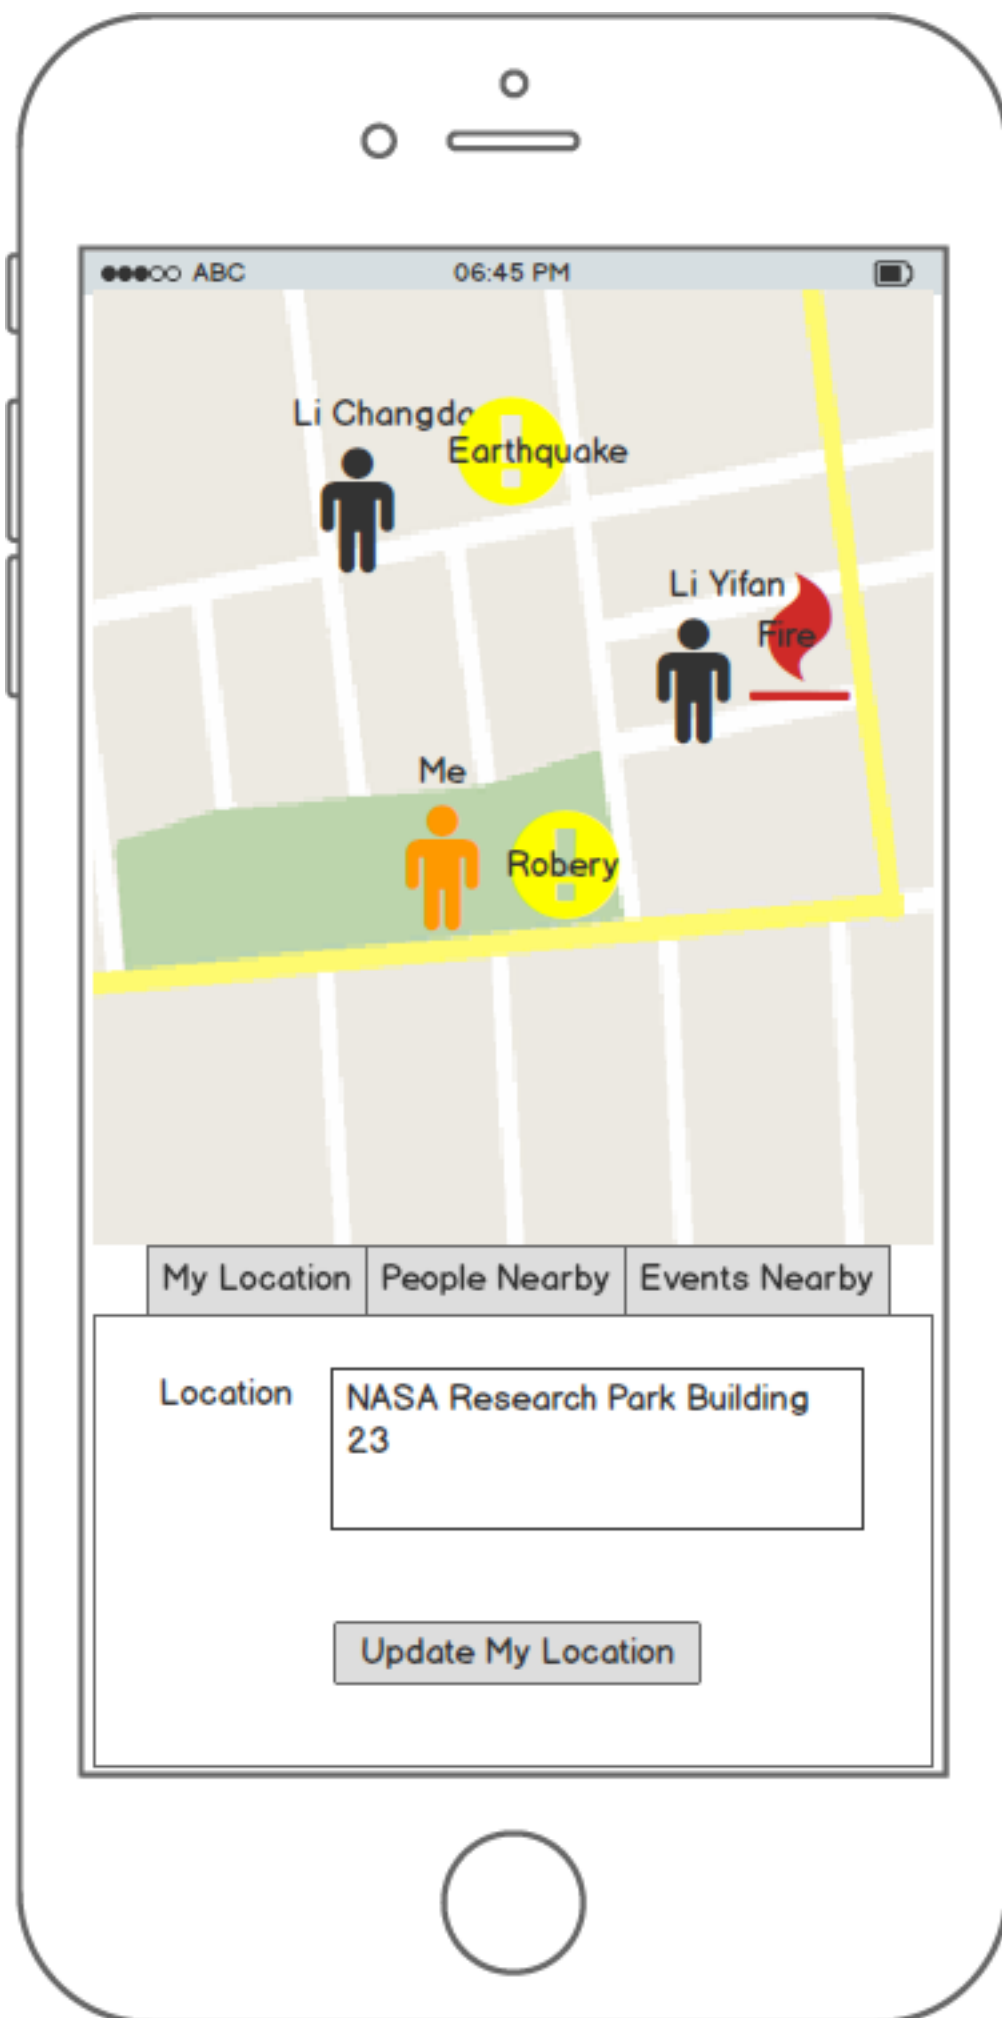 ABC 06:45 PM
Li Changda
Earthquake
Li Yifan
Fire
Me
Robery
My Location People Nearby Events Nearby
Location NASA Research Park Building
23
Update My Location